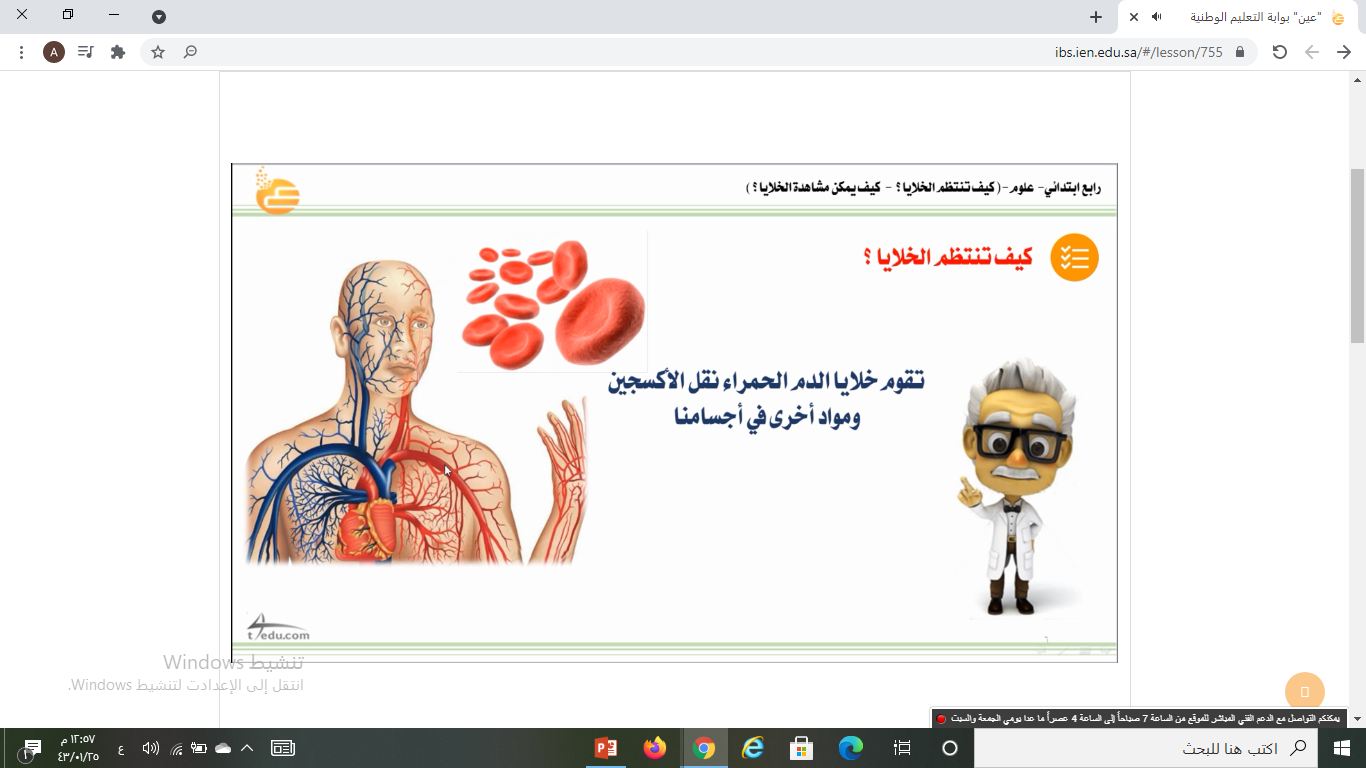 "عين" بوابة التعليم الوطنية
ibs.ien.edu.sa/#/lesson/755
A
رابع ابتدائي- علوم-( كيف تنتظم الخلايا ؟ - كيف يمكن مشاهدة الخلايا ؟ )
كيف تنتظم الخلايا ؟
تقوم خلايا الدم الحمراء نقل الأكسجين
ومواد أخرى في أجسامنا
t4edu.com
تنشيط Windows
انتقل إلى الإعدادت لتنشيط Windows.
يمكنكم التواصل مع الدعم الفني المباشر للموقع من الساعة 7 صباحاً إلى الساعة 4 عصراً ما عدا يومي الجمعة والسبت
اكتب هنا للبحث
ع
١٢:٥٧ م
٤٣/٠١/٢٥
١